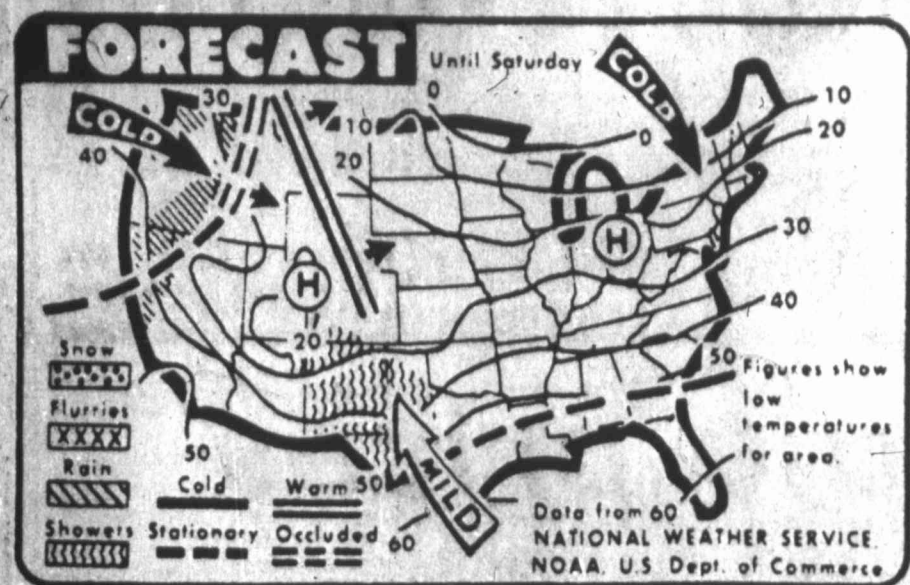 FORECAST
Until Saturday
COLD
COLD
30
0
10
0
10
20
40
20
30
H
H
40
20
50
Snow
Flurries
Rain
Showers
50
Cold
Stationary
Warm
Occluded
50
60
MILD
Figures show
low
temperatures
for area.
Data from
60
NATIONAL WEATHER SERVICE.
NOAA, U.S. Dept. of Commerce